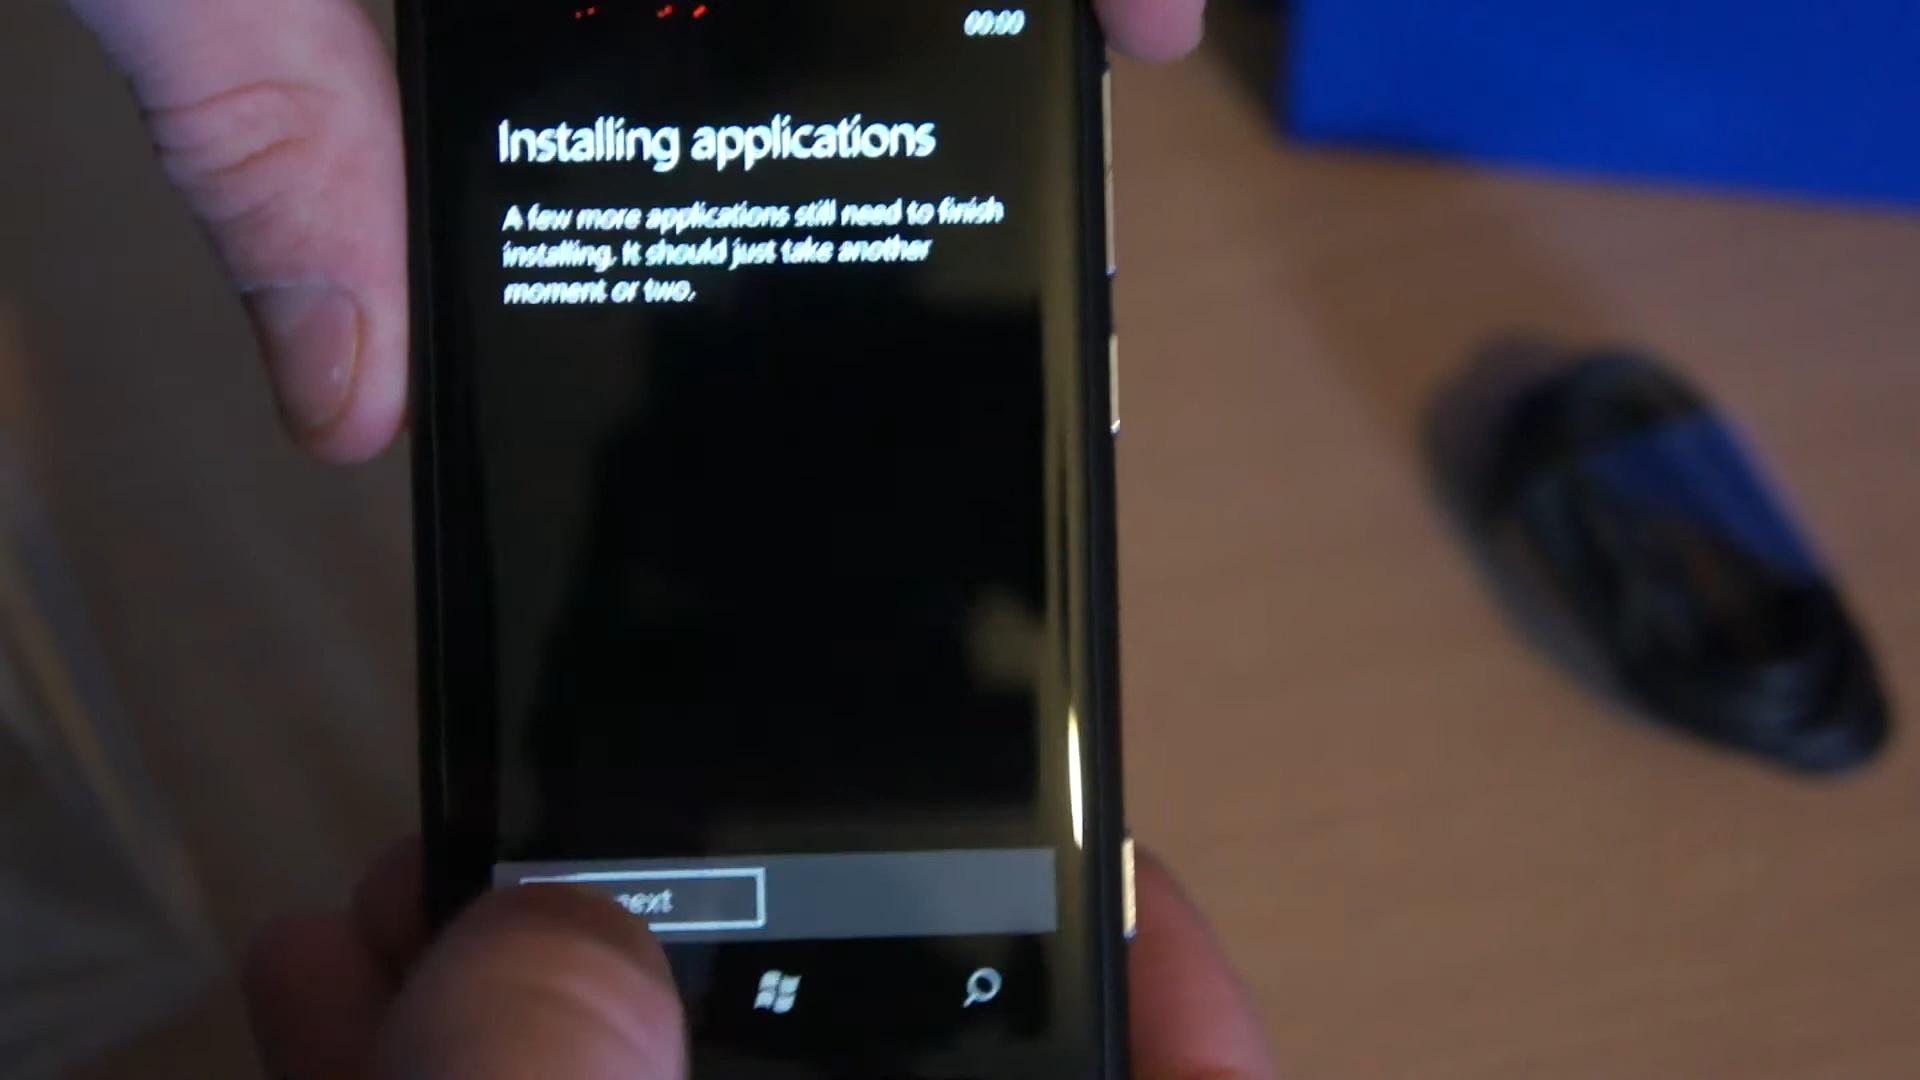 00:00
Installing applications
A few more applications still need to finish
installing. It should just take another
moment or two.
next